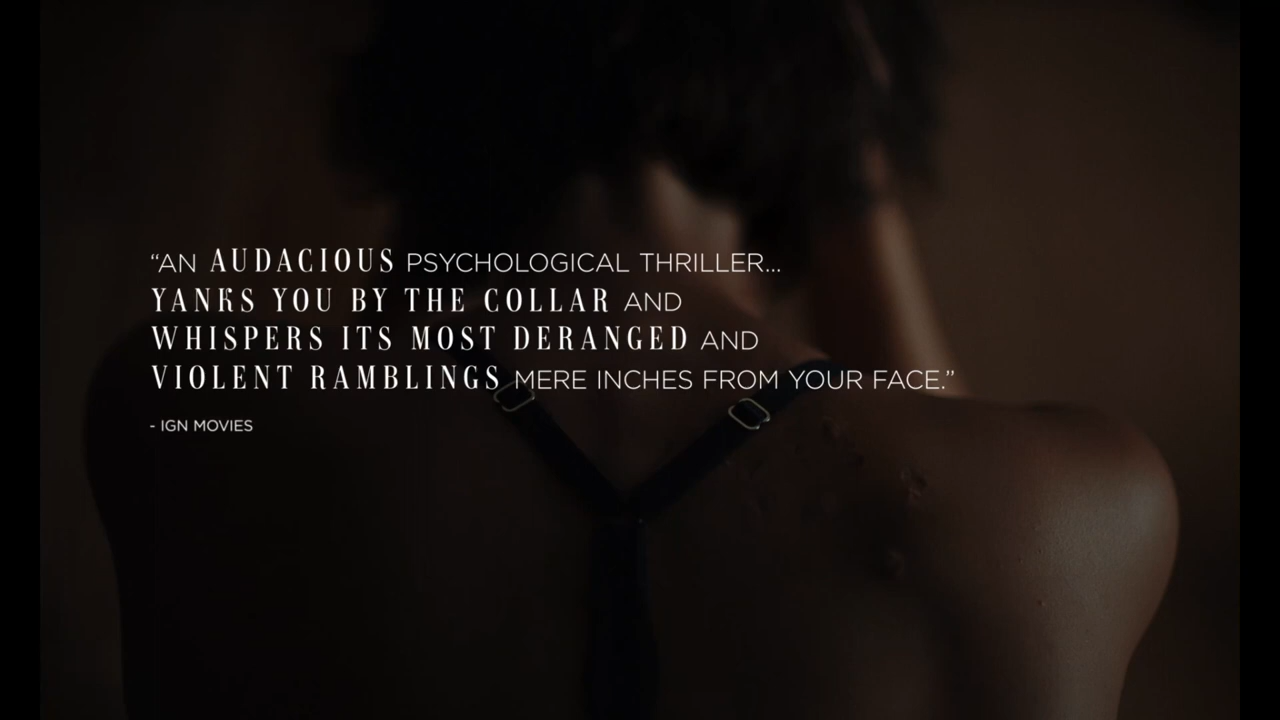 “AN AUDACIOUS PSYCHOLOGICAL THRILLER...
YANKS YOU BY THE COLLAR AND
WHISPERS ITS MOST DERANGED AND
VIOLENT RAMBLINGS MERE INCHES FROM YOUR FACE.”
- IGN MOVIES